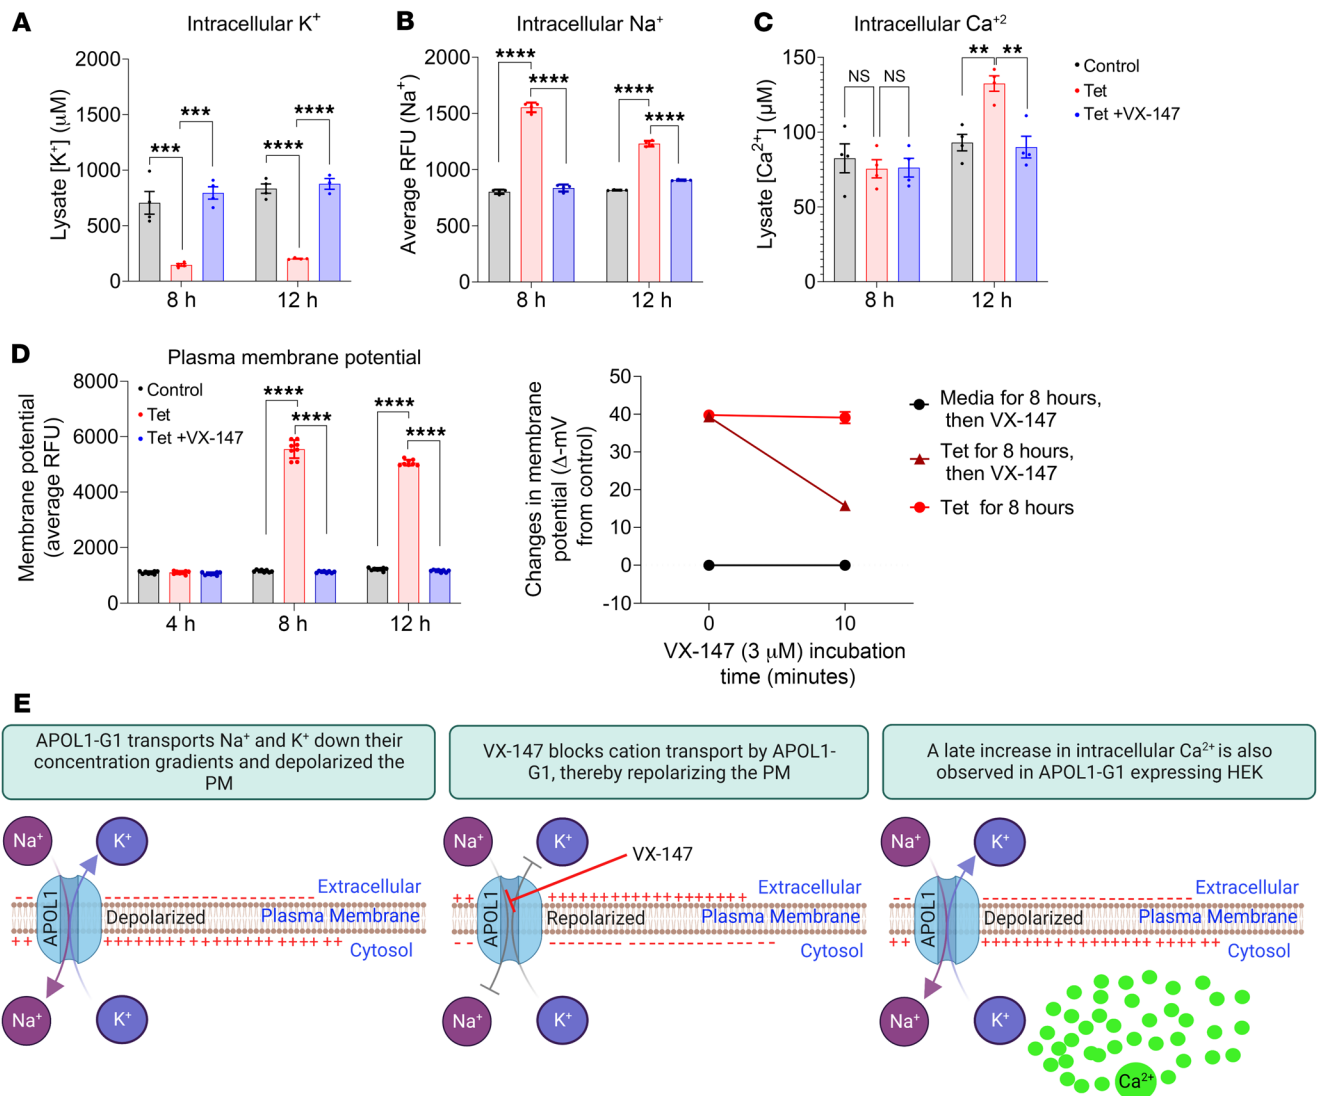 A
Intracellular K⁺
Lysate [K⁺] (μM)
2000
1500
1000
500
0
***
***
****
****
8 h
12 h
B
Intracellular Na⁺
Average RFU (Na⁺)
2000
1500
1000
500
0
****
****
****
****
8 h
12 h
C
Intracellular Ca⁺²
Lysate [Ca²⁺] (μM)
150
100
50
0
NS
NS
**
**
8 h
12 h
Control
Tet
Tet +VX-147
D
Plasma membrane potential
Membrane potential
(average RFU)
8000
6000
4000
2000
0
Control
Tet
Tet +VX-147
****
****
****
****
4 h
8 h
12 h
Changes in membrane
potential (Δ-mV
from control)
50
40
30
20
10
0
-10
0
10
VX-147 (3 μM) incubation
time (minutes)
Media for 8 hours,
then VX-147
Tet for 8 hours,
then VX-147
Tet for 8 hours
E
APOL1-G1 transports Na⁺ and K⁺ down their
concentration gradients and depolarized the
PM
Na⁺
K⁺
APOL1
Extracellular
Depolarized
Plasma Membrane
Cytosol
Na⁺
K⁺
VX-147 blocks cation transport by APOL1-
G1, thereby repolarizing the PM
Na⁺
K⁺
VX-147
APOL1
Extracellular
Repolarized
Plasma Membrane
Cytosol
Na⁺
K⁺
A late increase in intracellular Ca²⁺ is also
observed in APOL1-G1 expressing HEK
Na⁺
K⁺
APOL1
Extracellular
Depolarized
Plasma Membrane
Cytosol
Na⁺
K⁺
Ca²⁺